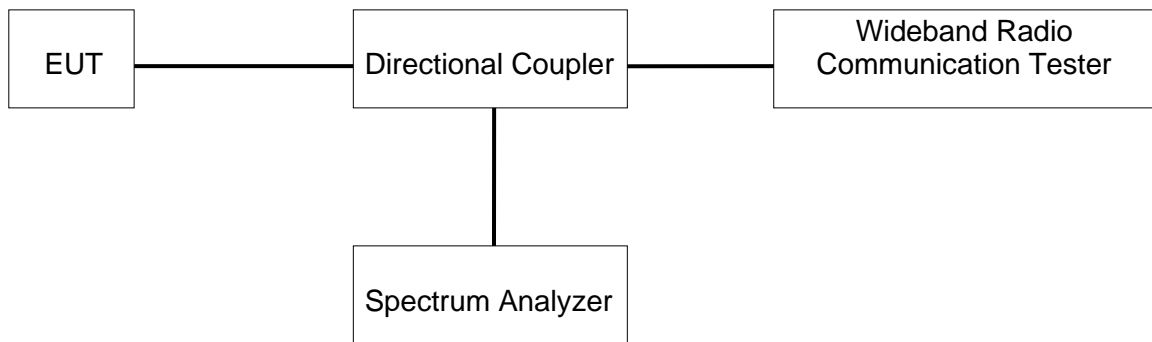 EUT
Directional Coupler
Wideband Radio
Communication Tester
Spectrum Analyzer